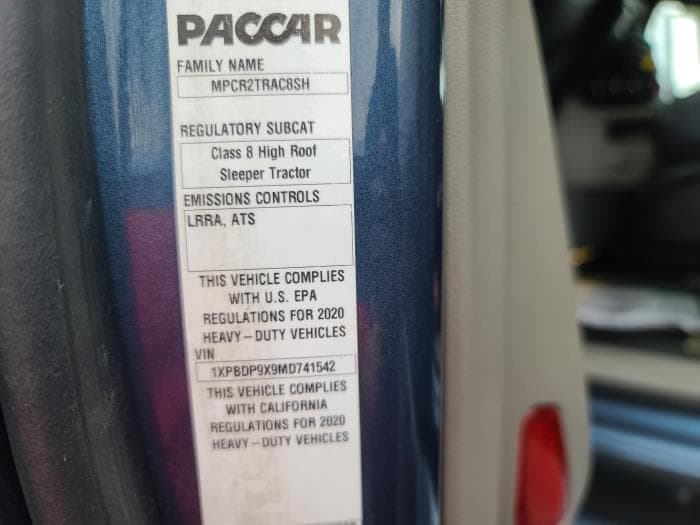 PACCAR
FAMILY NAME
MPCR2TRAC8SH
REGULATORY SUBCAT
Class 8 High Roof
Sleeper Tractor
EMISSIONS CONTROLS
LRRA, ATS
THIS VEHICLE COMPLIES
WITH U.S. EPA
REGULATIONS FOR 2020
HEAVY-DUTY VEHICLES
VIN
1XPBDP9X9MD741542
THIS VEHICLE COMPLIES
WITH CALIFORNIA
REGULATIONS FOR 2020
HEAVY-DUTY VEHICLES